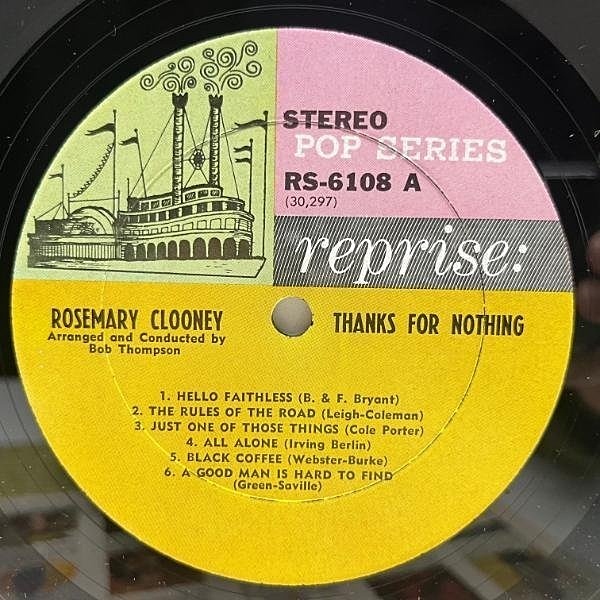 STEREO
POP SERIES
RS-6108 A
(30,297)
reprise:
ROSEMARY CLOONEY
Arranged and Conducted by
Bob Thompson
THANKS FOR NOTHING
1. HELLO FAITHLESS (B. & F. Bryant)
2. THE RULES OF THE ROAD (Leigh-Coleman)
3. JUST ONE OF THOSE THINGS (Cole Porter)
4. ALL ALONE (Irving Berlin)
5. BLACK COFFEE (Webster-Burke)
6. A GOOD MAN IS HARD TO FIND
(Green-Saville)